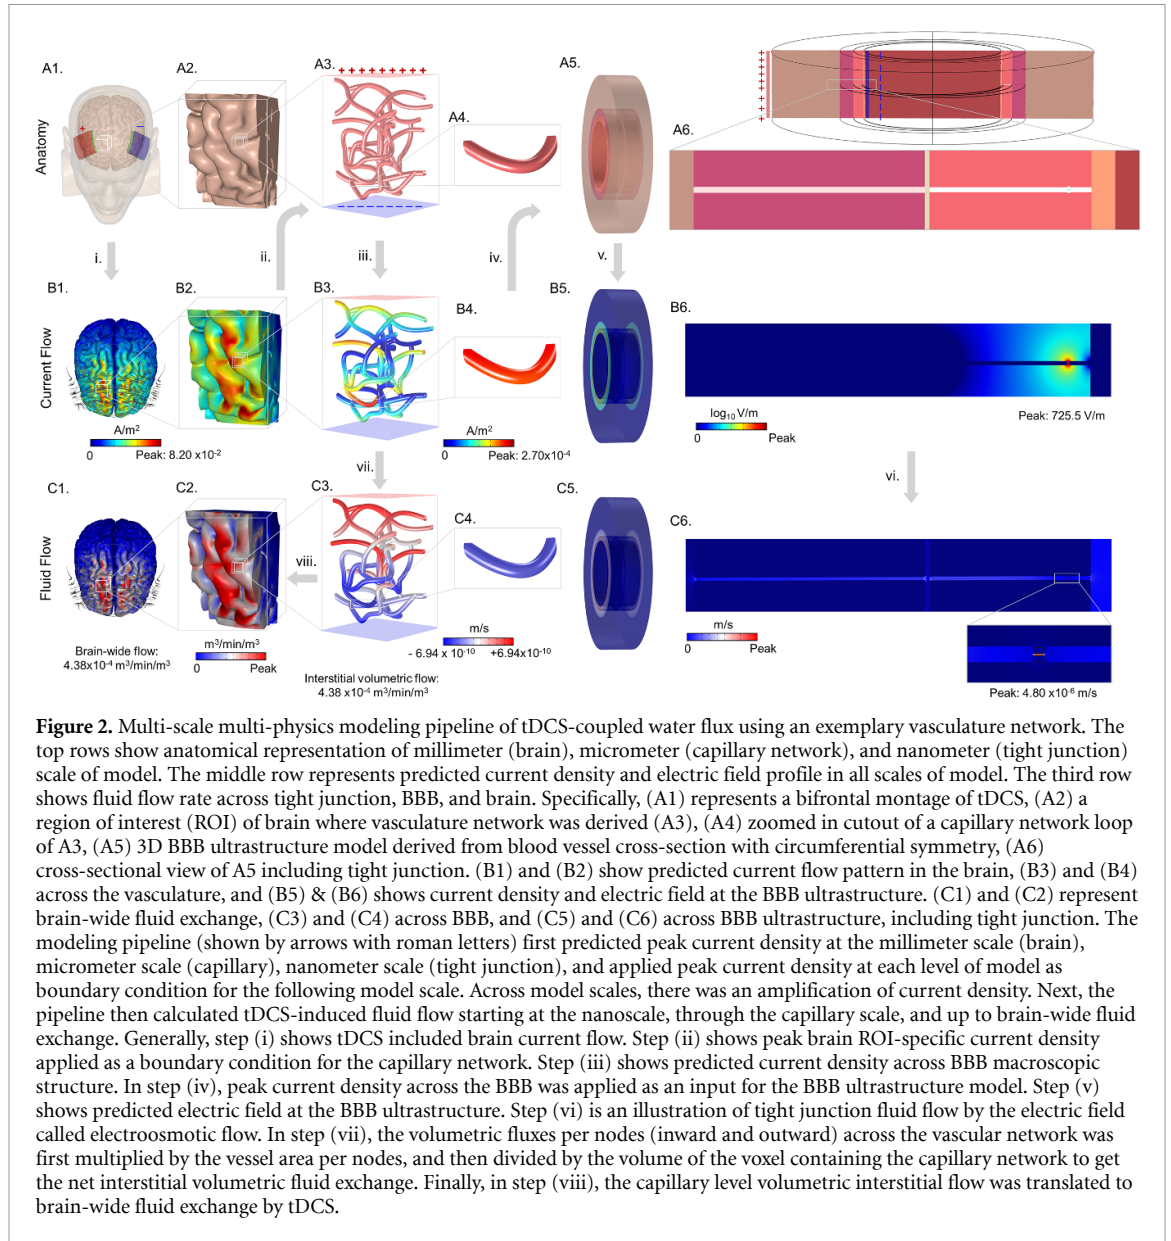 A1.
A2.
A3.
+ + + + + + + + +
A4.
A5.
A6.
Anatomy
+
−
i.
ii.
iii.
iv.
v.
B1.
B2.
B3.
B4.
B5.
B6.
Current Flow
A/m²
0
Peak: 8.20 x10⁻²
A/m²
0
Peak: 2.70x10⁻⁴
log₁₀ V/m
0
Peak
Peak: 725.5 V/m
vi.
vii.
C1.
C2.
C3.
C4.
C5.
C6.
Fluid Flow
viii.
Brain-wide flow:
4.38x10⁻⁴ m³/min/m³
m³/min/m³
0
Peak
m/s
- 6.94 x 10⁻¹⁰
+6.94x10⁻¹⁰
Interstitial volumetric flow:
4.38 x10⁻⁴ m³/min/m³
m/s
0
Peak
Peak: 4.80 x10⁻⁶ m/s
Figure 2. Multi-scale multi-physics modeling pipeline of tDCS-coupled water flux using an exemplary vasculature network. The
top rows show anatomical representation of millimeter (brain), micrometer (capillary network), and nanometer (tight junction)
scale of model. The middle row represents predicted current density and electric field profile in all scales of model. The third row
shows fluid flow rate across tight junction, BBB, and brain. Specifically, (A1) represents a bifrontal montage of tDCS, (A2) a
region of interest (ROI) of brain where vasculature network was derived (A3), (A4) zoomed in cutout of a capillary network loop
of A3, (A5) 3D BBB ultrastructure model derived from blood vessel cross-section with circumferential symmetry, (A6)
cross-sectional view of A5 including tight junction. (B1) and (B2) show predicted current flow pattern in the brain, (B3) and (B4)
across the vasculature, and (B5) & (B6) shows current density and electric field at the BBB ultrastructure. (C1) and (C2) represent
brain-wide fluid exchange, (C3) and (C4) across BBB, and (C5) and (C6) across BBB ultrastructure, including tight junction. The
modeling pipeline (shown by arrows with roman letters) first predicted peak current density at the millimeter scale (brain),
micrometer scale (capillary), nanometer scale (tight junction), and applied peak current density at each level of model as
boundary condition for the following model scale. Across model scales, there was an amplification of current density. Next, the
pipeline then calculated tDCS-induced fluid flow starting at the nanoscale, through the capillary scale, and up to brain-wide fluid
exchange. Generally, step (i) shows tDCS included brain current flow. Step (ii) shows peak brain ROI-specific current density
applied as a boundary condition for the capillary network. Step (iii) shows predicted current density across BBB macroscopic
structure. In step (iv), peak current density across the BBB was applied as an input for the BBB ultrastructure model. Step (v)
shows predicted electric field at the BBB ultrastructure. Step (vi) is an illustration of tight junction fluid flow by the electric field
called electroosmotic flow. In step (vii), the volumetric fluxes per nodes (inward and outward) across the vascular network was
first multiplied by the vessel area per nodes, and then divided by the volume of the voxel containing the capillary network to get
the net interstitial volumetric fluid exchange. Finally, in step (viii), the capillary level volumetric interstitial flow was translated to
brain-wide fluid exchange by tDCS.